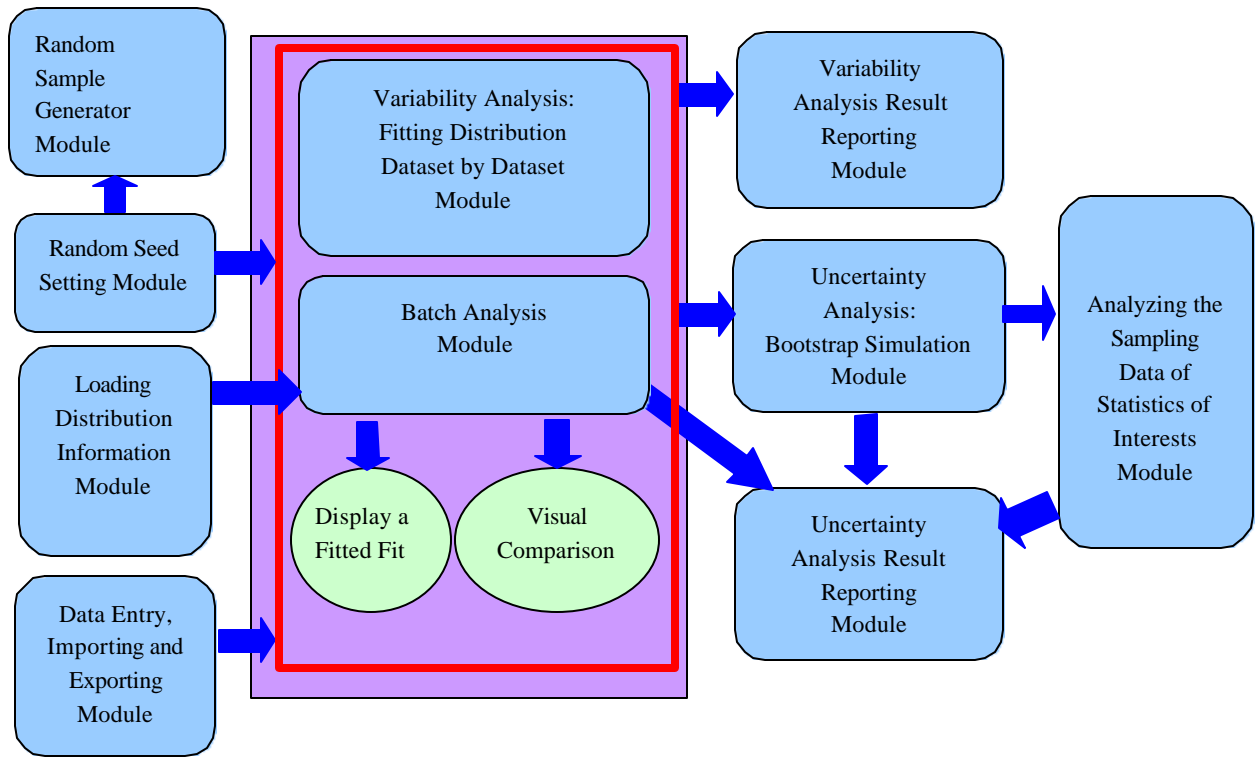 Random
Sample
Generator
Module
Random Seed
Setting Module
Loading
Distribution
Information
Module
Data Entry,
Importing and
Exporting
Module
Variability Analysis:
Fitting Distribution
Dataset by Dataset
Module
Batch Analysis
Module
Display a
Fitted Fit
Visual
Comparison
Variability
Analysis Result
Reporting
Module
Uncertainty
Analysis:
Bootstrap Simulation
Module
Uncertainty
Analysis Result
Reporting
Module
Analyzing the
Sampling
Data of
Statistics of
Interests
Module